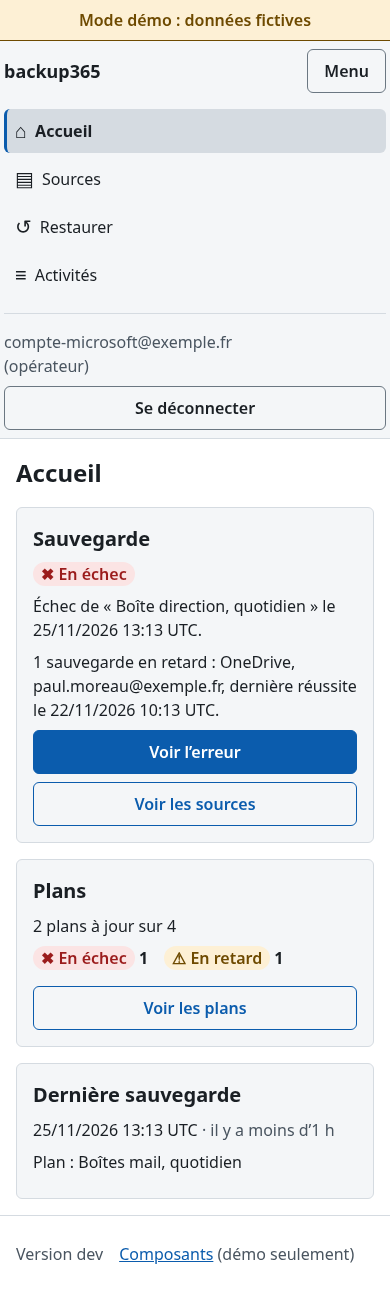 Mode démo : données fictives
backup365
Menu
⌂ Accueil
▤ Sources
↺ Restaurer
≡ Activités
compte-microsoft@exemple.fr
(opérateur)
Se déconnecter
Accueil
Sauvegarde
✖ En échec
Échec de « Boîte direction, quotidien » le
25/11/2026 13:13 UTC.
1 sauvegarde en retard : OneDrive,
paul.moreau@exemple.fr, dernière réussite
le 22/11/2026 10:13 UTC.
Voir l’erreur
Voir les sources
Plans
2 plans à jour sur 4
✖ En échec 1 ⚠ En retard 1
Voir les plans
Dernière sauvegarde
25/11/2026 13:13 UTC · il y a moins d’1 h
Plan : Boîtes mail, quotidien
Version dev Composants (démo seulement)